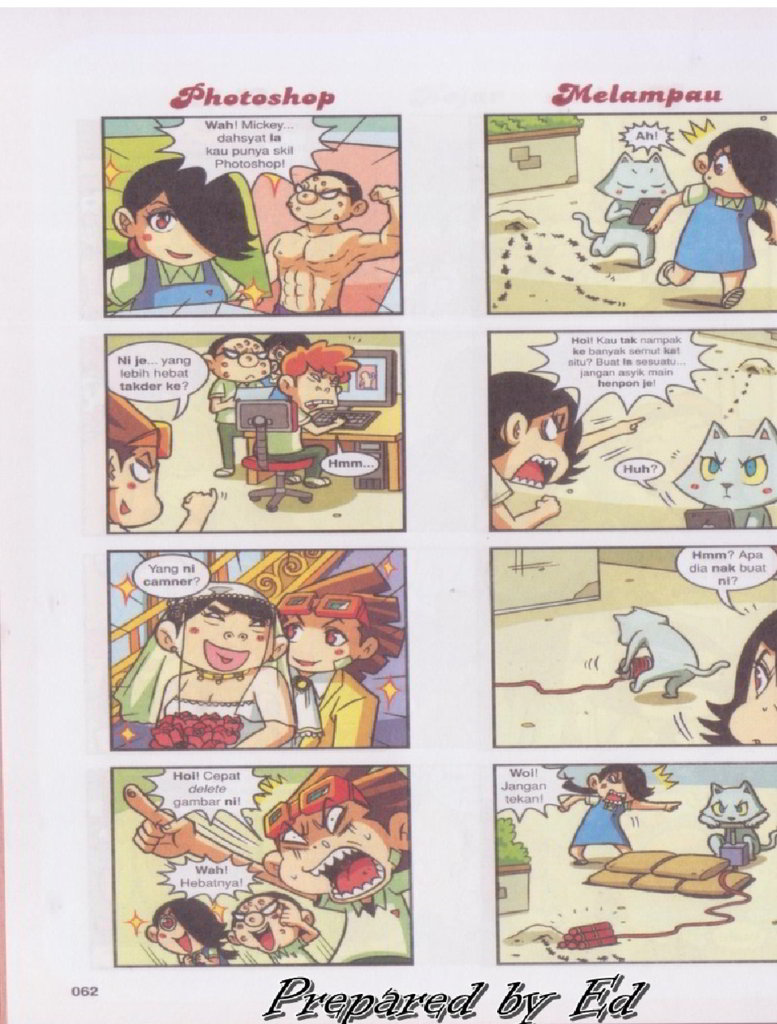 Photoshop
Wah! Mickey...
dahsyat la
kau punya skil
Photoshop!
Ni je... yang
lebih hebat
takder ke?
Hmm...
Yang ni
camner?
Hoi! Cepat
delete
gambar ni!
Wah!
Hebatnya!
Melampau
Ah!
Hoi! Kau tak nampak
ke banyak semut kat
situ? Buat la sesuatu...
jangan asyik main
henpon je!
Huh?
Hmm? Apa
dia nak buat
ni?
Woi!
Jangan
tekan!
062
Prepared by Ed